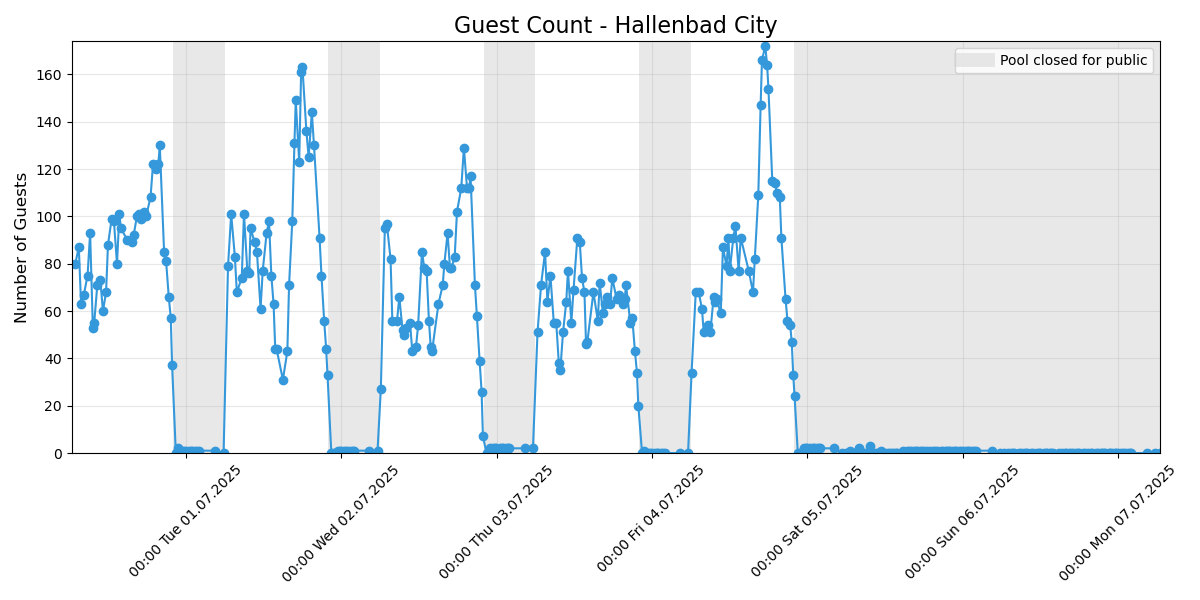 Guest Count - Hallenbad City
Pool closed for public
Number of Guests
160
140
120
100
80
60
40
20
0
00:00 Tue 01.07.2025
00:00 Wed 02.07.2025
00:00 Thu 03.07.2025
00:00 Fri 04.07.2025
00:00 Sat 05.07.2025
00:00 Sun 06.07.2025
00:00 Mon 07.07.2025